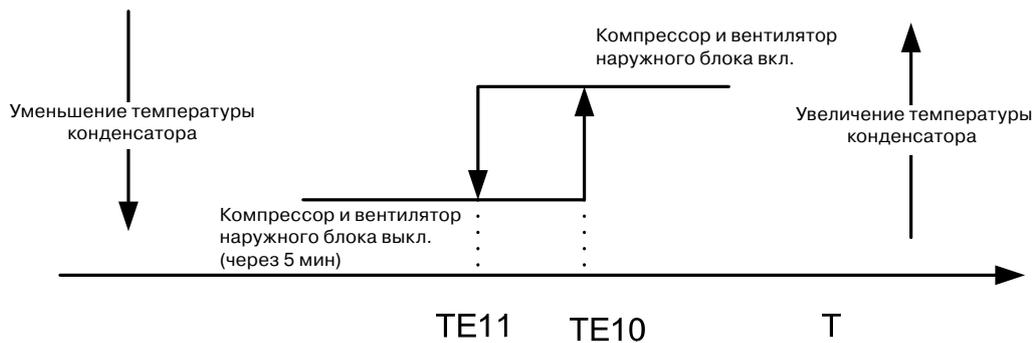 Компрессор и вентилятор
наружного блока вкл.
Уменьшение температуры
конденсатора
Увеличение температуры
конденсатора
Компрессор и вентилятор
наружного блока выкл.
(через 5 мин)
TE11
TE10
T